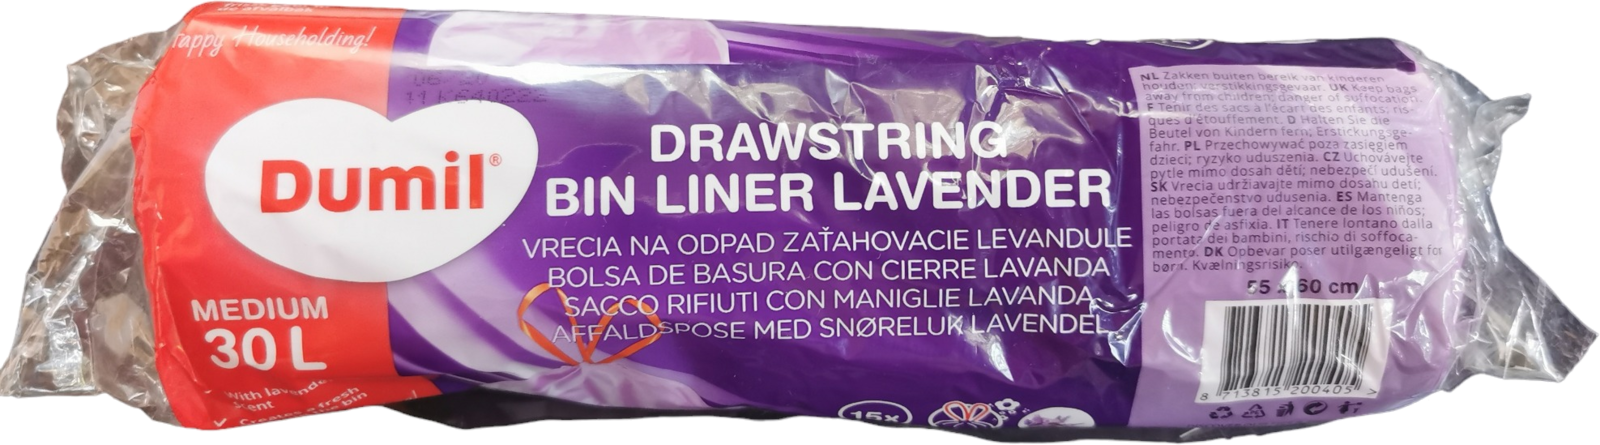 Happy Householding!
Dumil®
MEDIUM
30 L
With lavender
scent
DRAWSTRING
BIN LINER LAVENDER
VRECIA NA ODPAD ZAŤAHOVACIE LEVANDULE
BOLSA DE BASURA CON CIERRE LAVANDA
SACCO RIFIUTI CON MANIGLIE LAVANDA
AFFALDSPOSE MED SNØRELUK LAVENDEL
15x
NL Zakken buiten bereik van kinderen
houden; verstikkingsgevaar. UK Keep bags
away from children; danger of suffocation.
F Tenir des sacs à l'écart des enfants; ris-
ques d'étouffement. D Halten Sie die
Beutel von Kindern fern; Erstickungsge-
fahr. PL Przechowywać poza zasięgiem
dzieci; ryzyko uduszenia. CZ Uchovávejte
pytle mimo dosah dětí; nebezpečí udušení.
SK Vrecia udržiavajte mimo dosahu detí;
nebezpečenstvo udusenia. ES Mantenga
las bolsas fuera del alcance de los niños;
peligro de asfixia. IT Tenere lontano dalla
portata dei bambini, rischio di soffoca-
mento. DK Opbevar poser utilgængeligt for
børn. Kvælningsrisiko.
55 x 60 cm
8 713815 200405 >